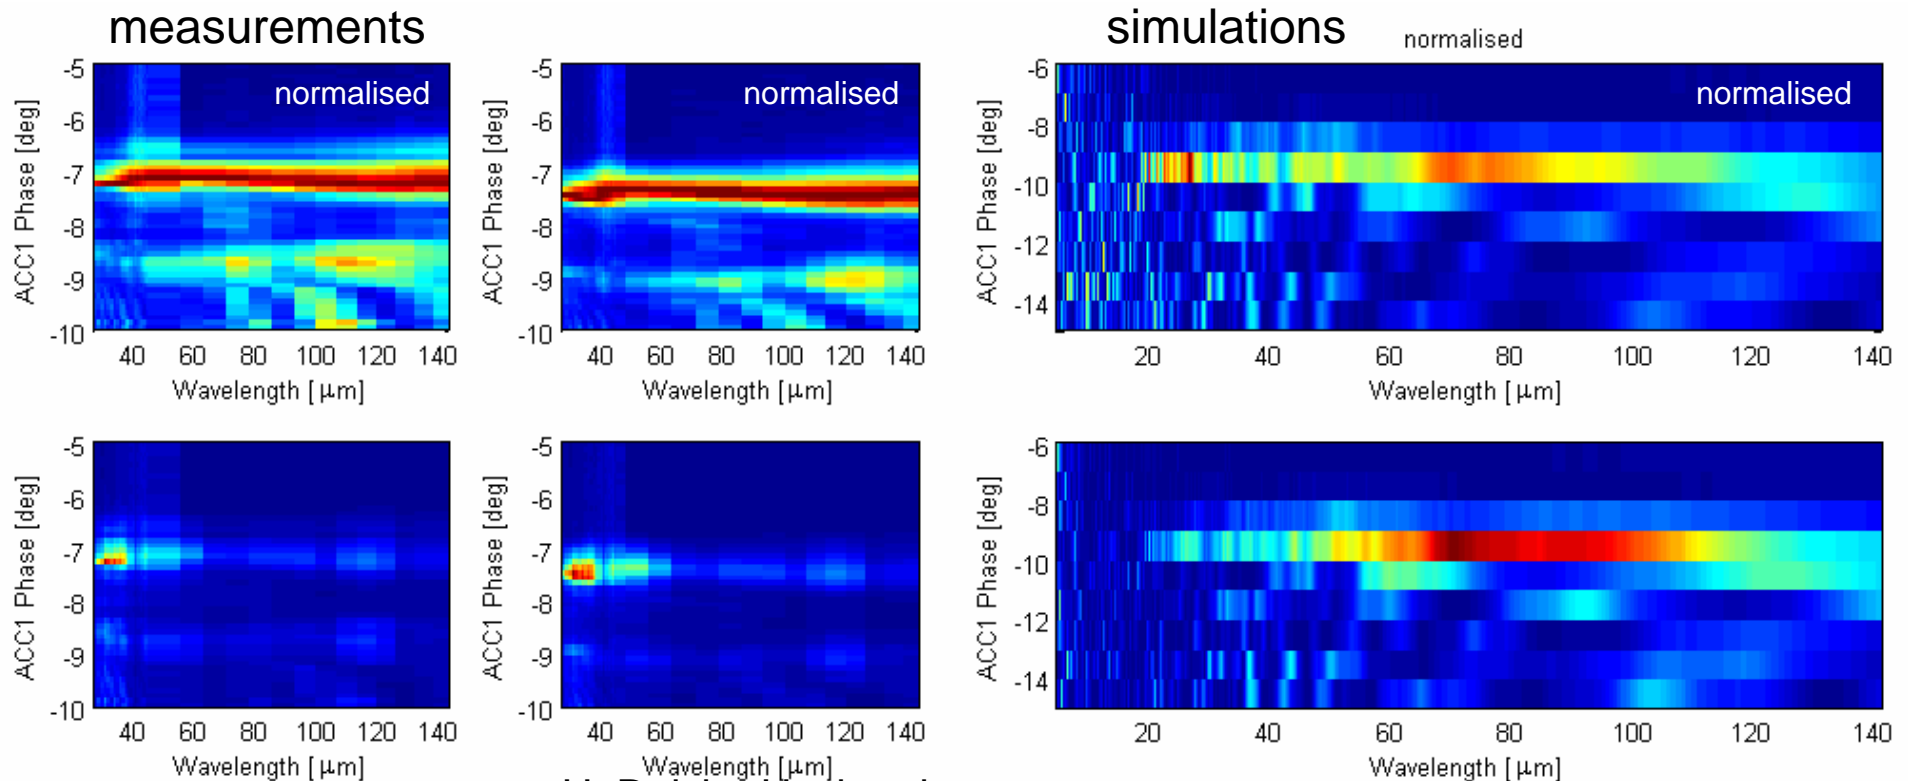 measurements
simulations
normalised
normalised
normalised
normalised
-5
-6
-7
-8
-9
-10
ACC1 Phase [deg]
40 60 80 100 120 140
Wavelength [ μm]
-5
-6
-7
-8
-9
-10
ACC1 Phase [deg]
40 60 80 100 120 140
Wavelength [ μm]
-6
-8
-10
-12
-14
ACC1 Phase [deg]
20 40 60 80 100 120 140
Wavelength [ μm]
-5
-6
-7
-8
-9
-10
ACC1 Phase [deg]
40 60 80 100 120 140
Wavelength [ μm]
-5
-6
-7
-8
-9
-10
ACC1 Phase [deg]
40 60 80 100 120 140
Wavelength [ μm]
-6
-8
-10
-12
-14
ACC1 Phase [deg]
20 40 60 80 100 120 140
Wavelength [ μm]